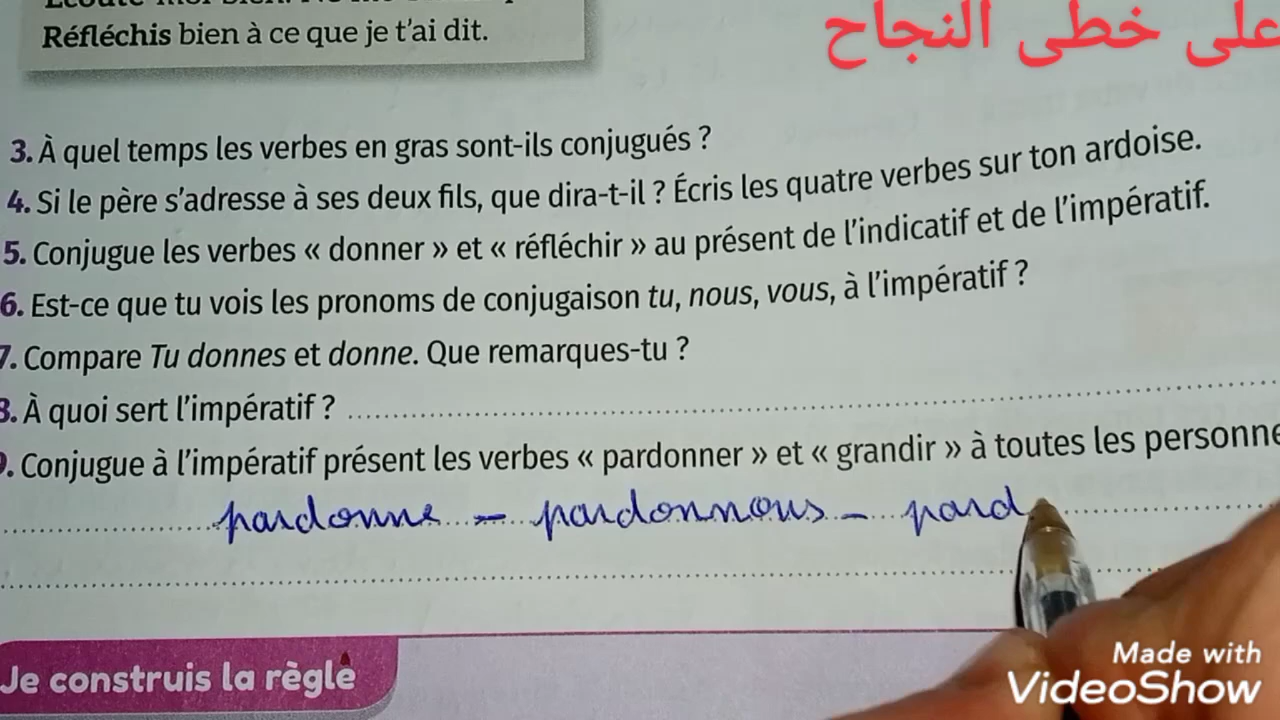 Réfléchis bien à ce que je t'ai dit.
على خطى النجاح
3. À quel temps les verbes en gras sont-ils conjugués ?
4. Si le père s'adresse à ses deux fils, que dira-t-il ? Écris les quatre verbes sur ton ardoise.
5. Conjugue les verbes « donner » et « réfléchir » au présent de l'indicatif et de l'impératif.
6. Est-ce que tu vois les pronoms de conjugaison tu, nous, vous, à l'impératif ?
7. Compare Tu donnes et donne. Que remarques-tu ?
8. À quoi sert l'impératif ?
. Conjugue à l'impératif présent les verbes « pardonner » et « grandir » à toutes les personne
pardonne - pardonnous - pard
Je construis la règle
Made with
VideoShow